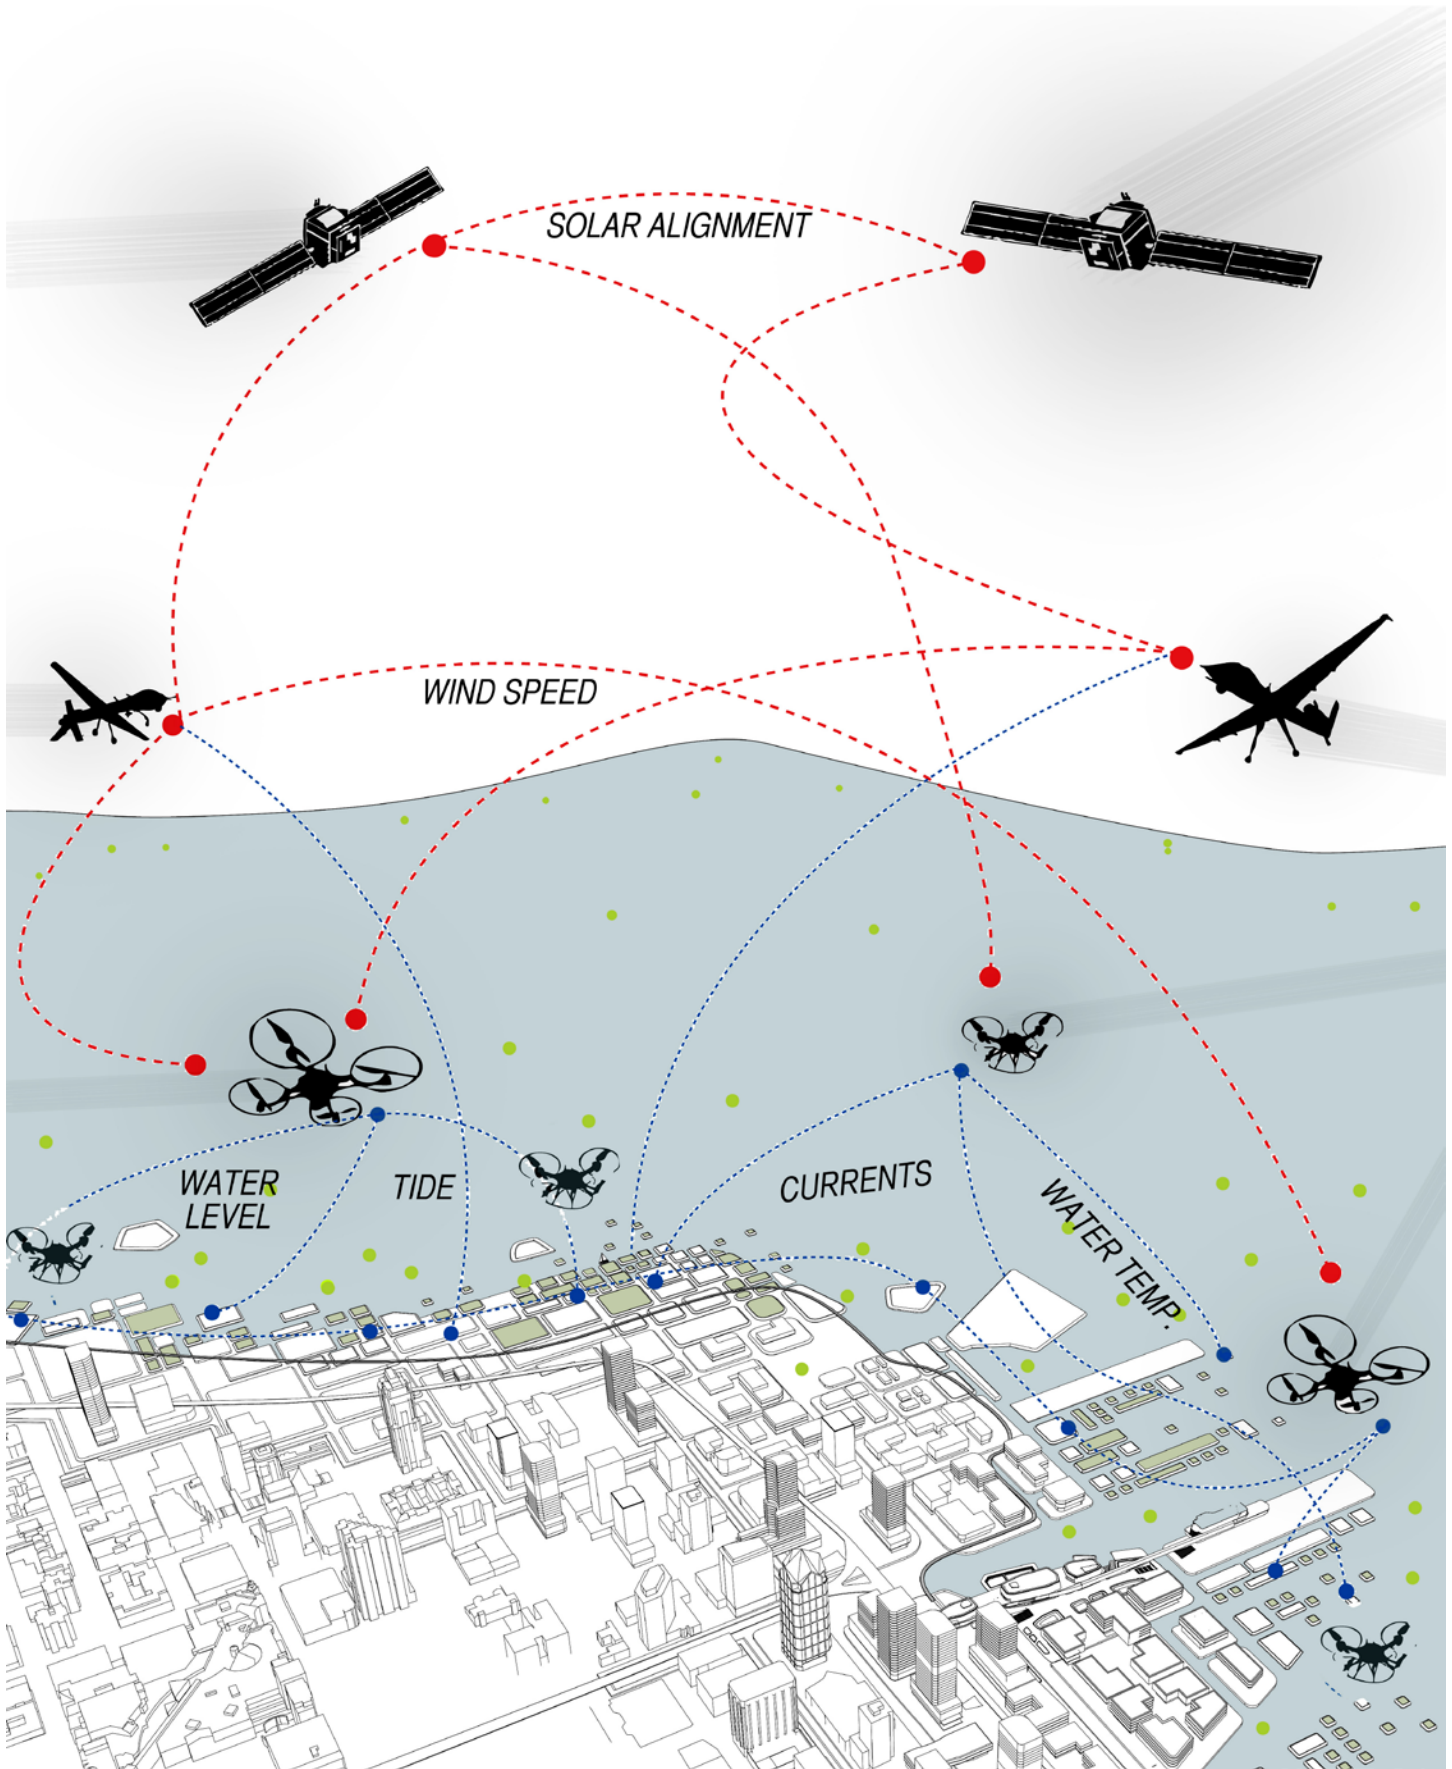 SOLAR ALIGNMENT
WIND SPEED
WATER
LEVEL
TIDE
CURRENTS
WATER TEMP.